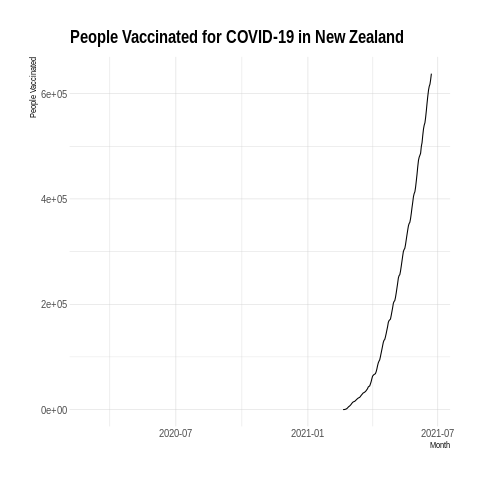 People Vaccinated for COVID-19 in New Zealand
People Vaccinated
6e+05
4e+05
2e+05
0e+00
2020-07 2021-01 2021-07
Month